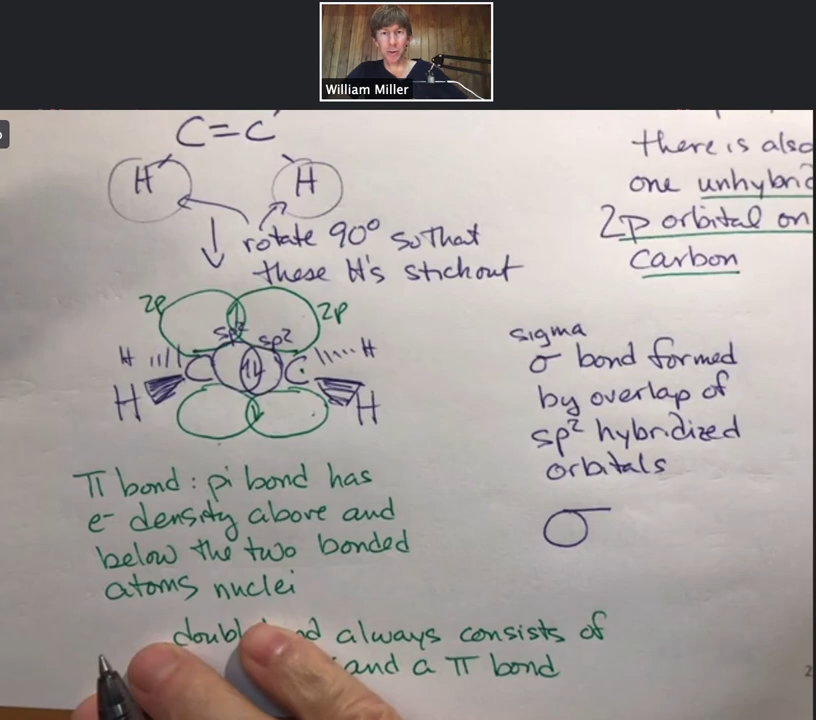 William Miller
C=C
H H
rotate 90° so that
these H's stick out
2p 2p
sp² sp²
H C 1↓ C H
H H
π bond: pi bond has
e⁻ density above and
below the two bonded
atoms nuclei
always consists of
and a π bond
there is also
one
2p orbital on
carbon
sigma
σ bond formed
by overlap of
sp² hybridized
orbitals
σ